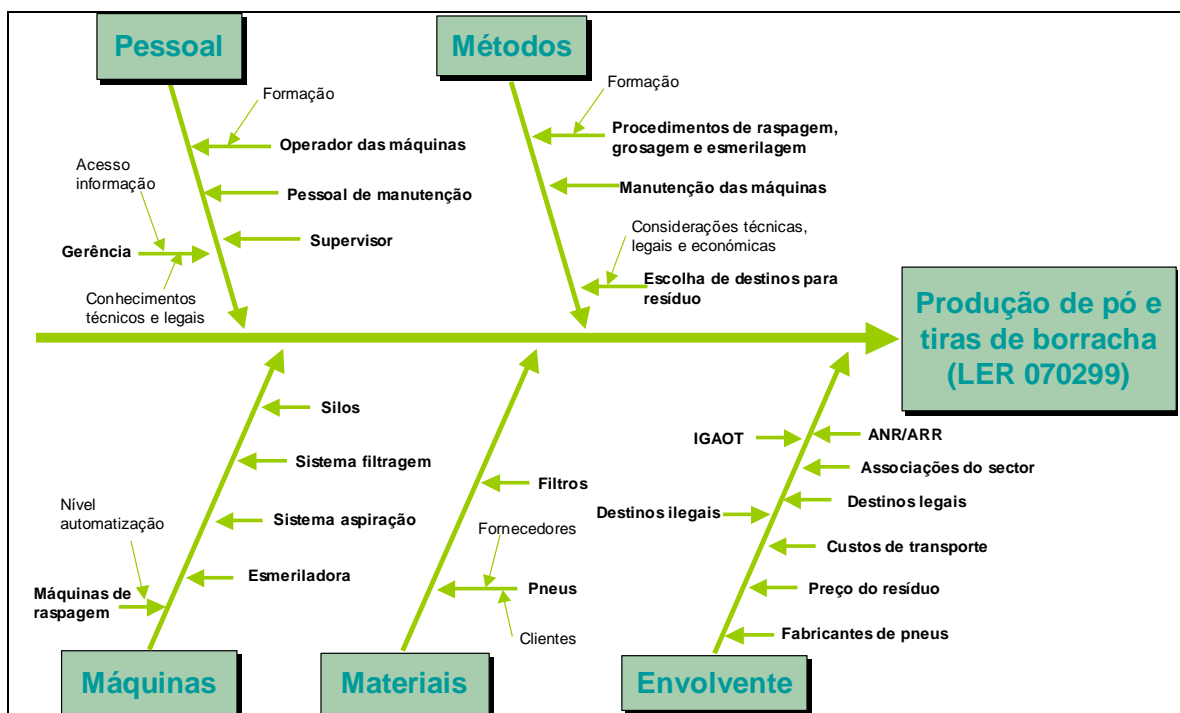 Pessoal
Métodos
Formação
Operador das máquinas
Acesso
informação
Pessoal de manutenção
Supervisor
Gerência
Conhecimentos
técnicos e legais
Formação
Procedimentos de raspagem,
grosagem e esmerilagem
Manutenção das máquinas
Considerações técnicas,
legais e económicas
Escolha de destinos para
resíduo
Produção de pó e
tiras de borracha
(LER 070299)
Silos
Sistema filtragem
Nível
automatização
Sistema aspiração
Esmeriladora
Máquinas de
raspagem
Filtros
Fornecedores
Pneus
Clientes
IGAOT
ANR/ARR
Associações do sector
Destinos legais
Destinos ilegais
Custos de transporte
Preço do resíduo
Fabricantes de pneus
Máquinas
Materiais
Envolvente